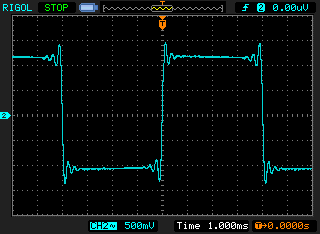 RIGOL STOP T 2 0.00uV
T
2
CH2 500mV Time 1.000ms T→0.0000s